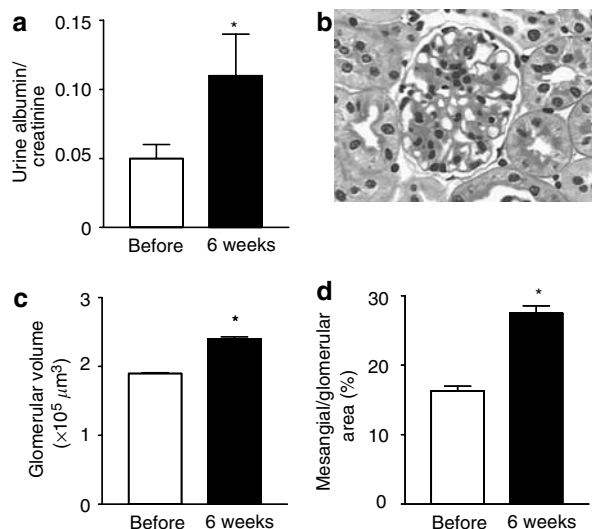 a
Urine albumin/
creatinine
0.15
0.10
0.05
0
*
Before
6 weeks
b
c
Glomerular volume
(×10⁵ μm³)
3
2
1
0
*
Before
6 weeks
d
Mesangial/glomerular
area (%)
30
20
10
0
*
Before
6 weeks